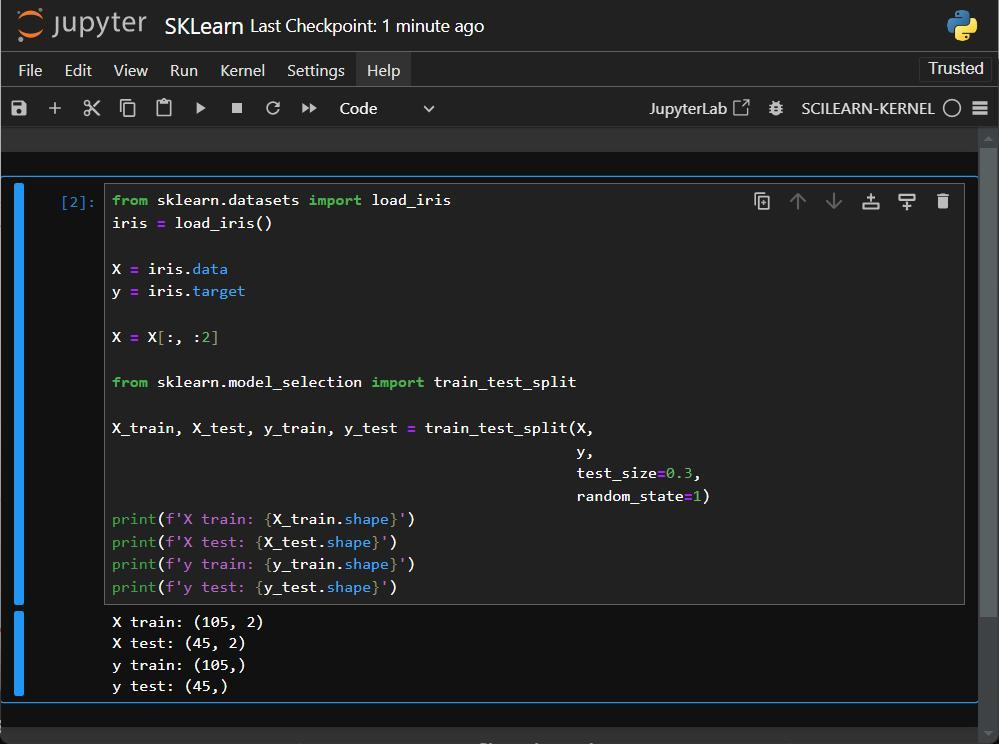 jupyter SKLearn Last Checkpoint: 1 minute ago
File Edit View Run Kernel Settings Help Trusted
Code JupyterLab SCILEARN-KERNEL
[2]: from sklearn.datasets import load_iris
iris = load_iris()
X = iris.data
y = iris.target
X = X[:, :2]
from sklearn.model_selection import train_test_split
X_train, X_test, y_train, y_test = train_test_split(X,
y,
test_size=0.3,
random_state=1)
print(f'X train: {X_train.shape}')
print(f'X test: {X_test.shape}')
print(f'y train: {y_train.shape}')
print(f'y test: {y_test.shape}')
X train: (105, 2)
X test: (45, 2)
y train: (105,)
y test: (45,)